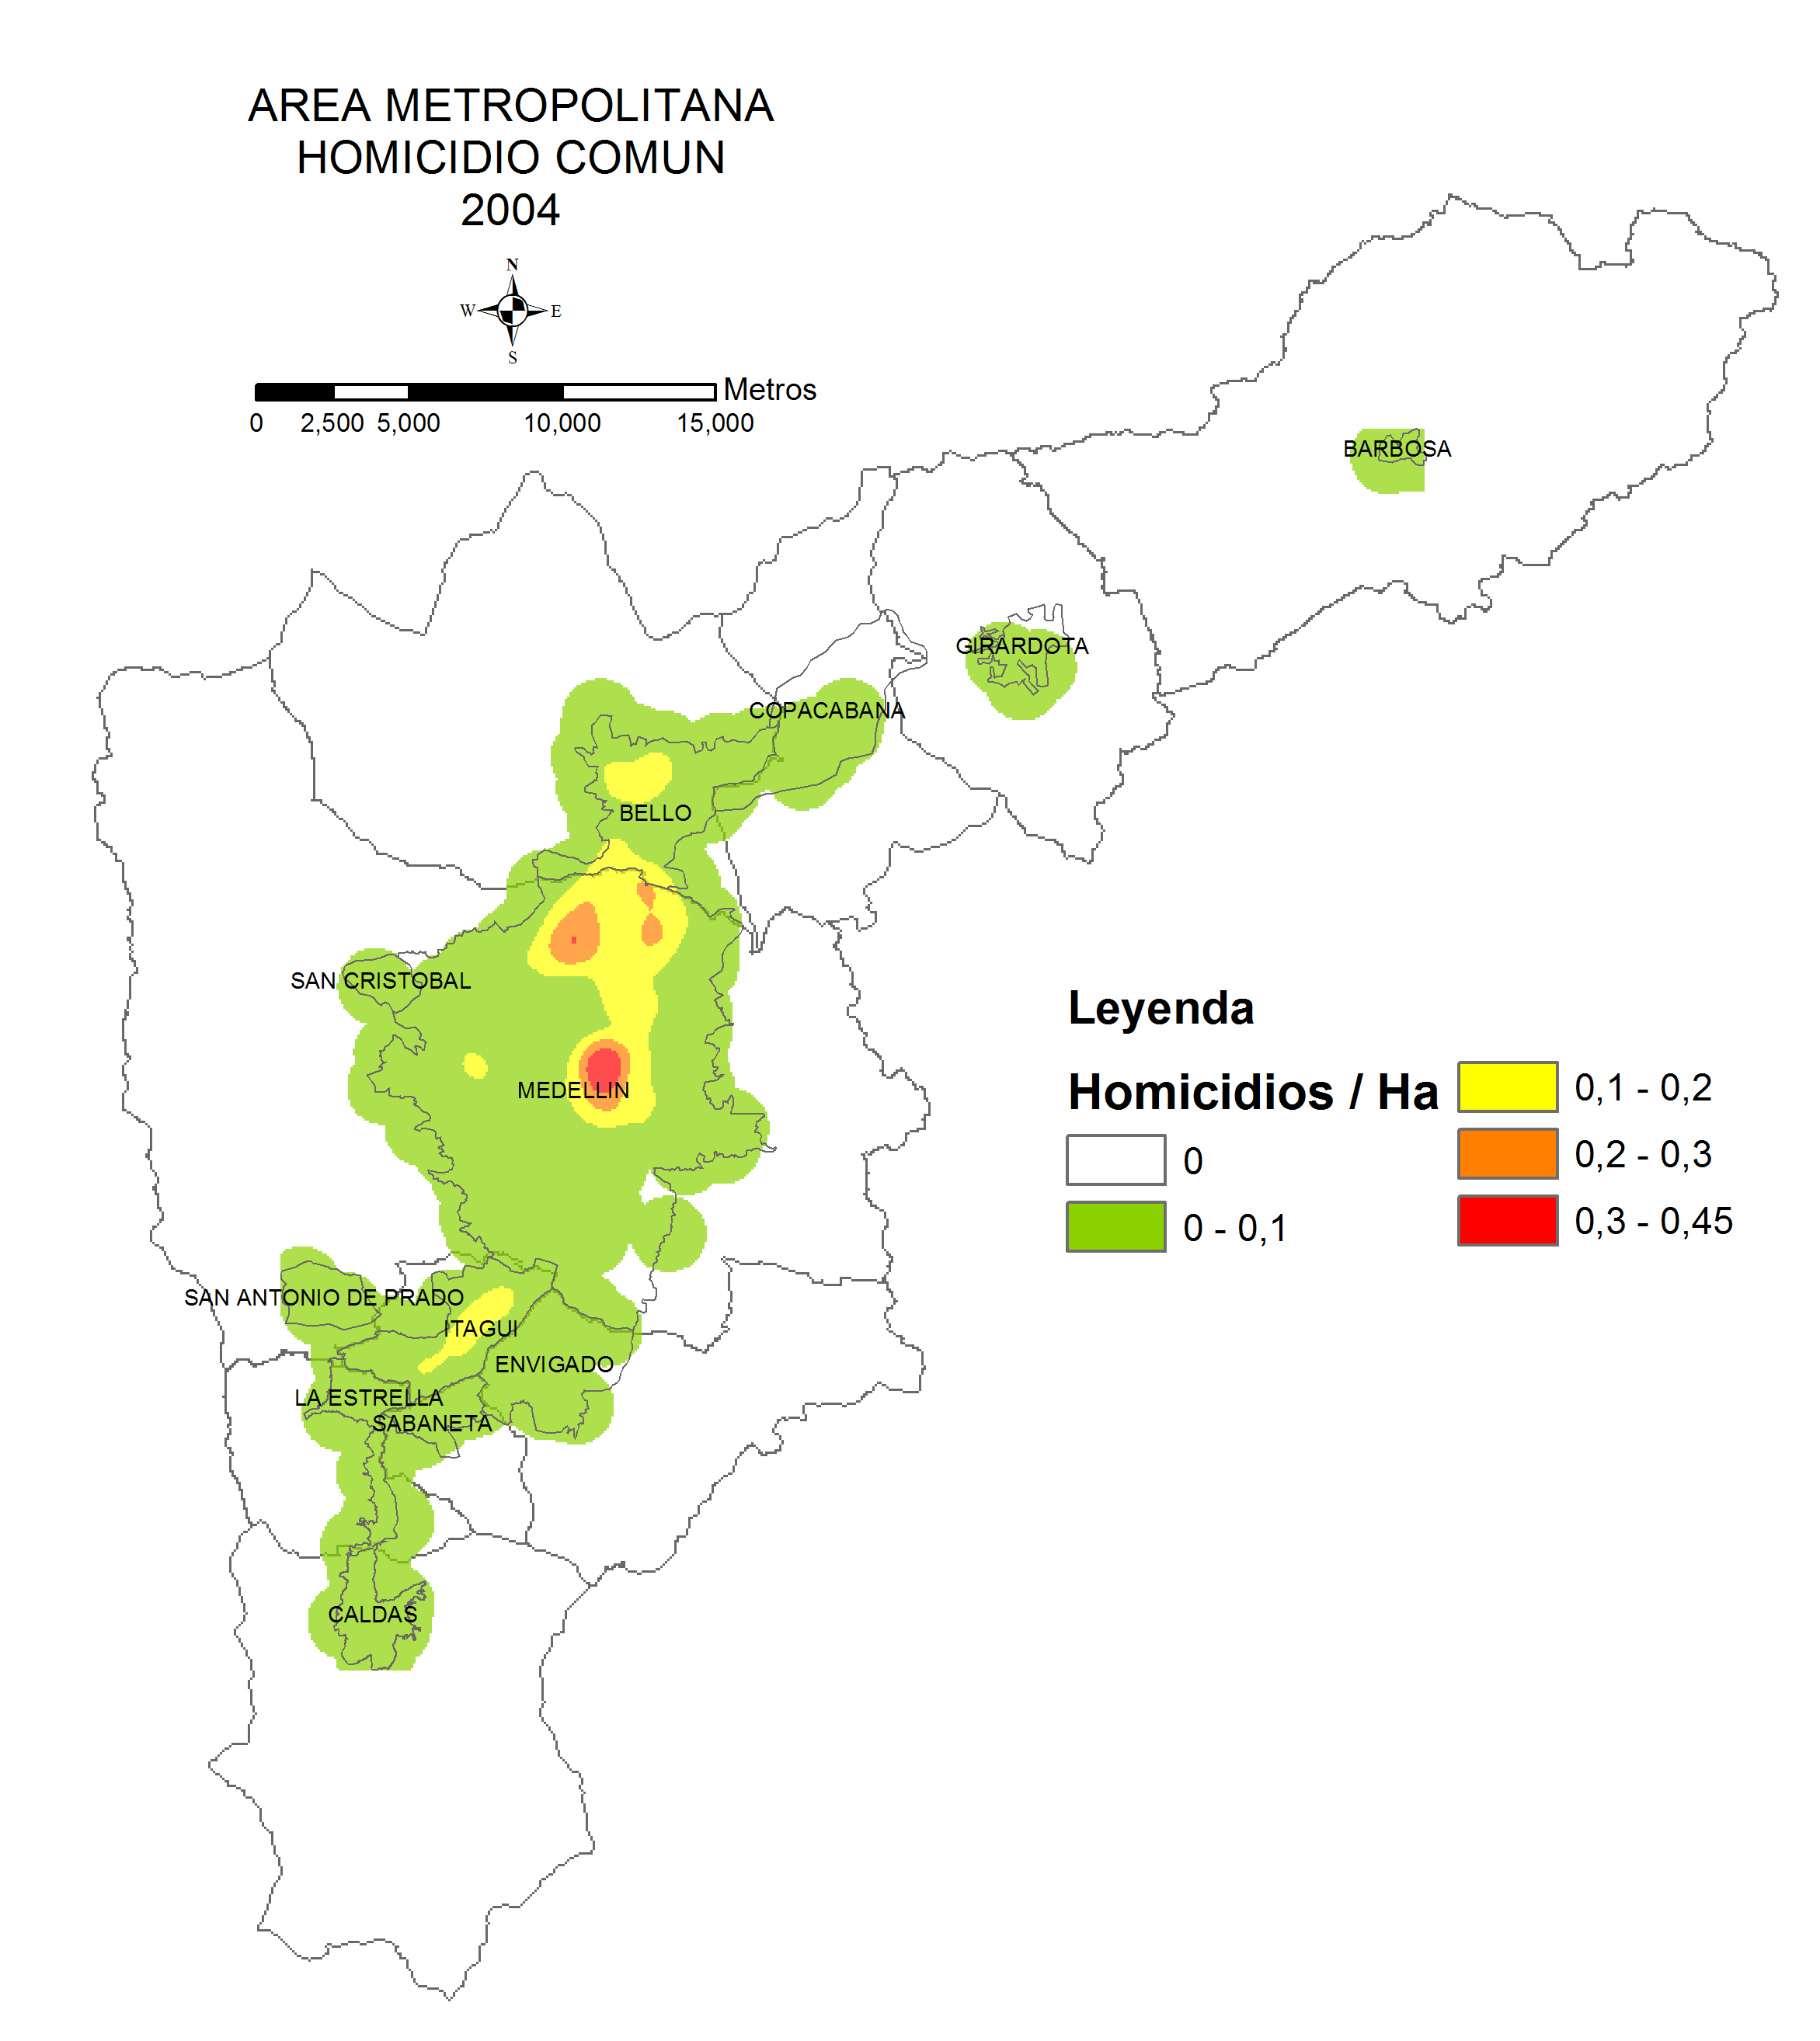 AREA METROPOLITANA
HOMICIDIO COMUN
2004
N
W E
S
Metros
0 2,500 5,000 10,000 15,000
BARBOSA
GIRARDOTA
COPACABANA
BELLO
SAN CRISTOBAL
MEDELLIN
SAN ANTONIO DE PRADO
ITAGUI
ENVIGADO
LA ESTRELLA
SABANETA
CALDAS
Leyenda
Homicidios / Ha
0
0 - 0,1
0,1 - 0,2
0,2 - 0,3
0,3 - 0,45